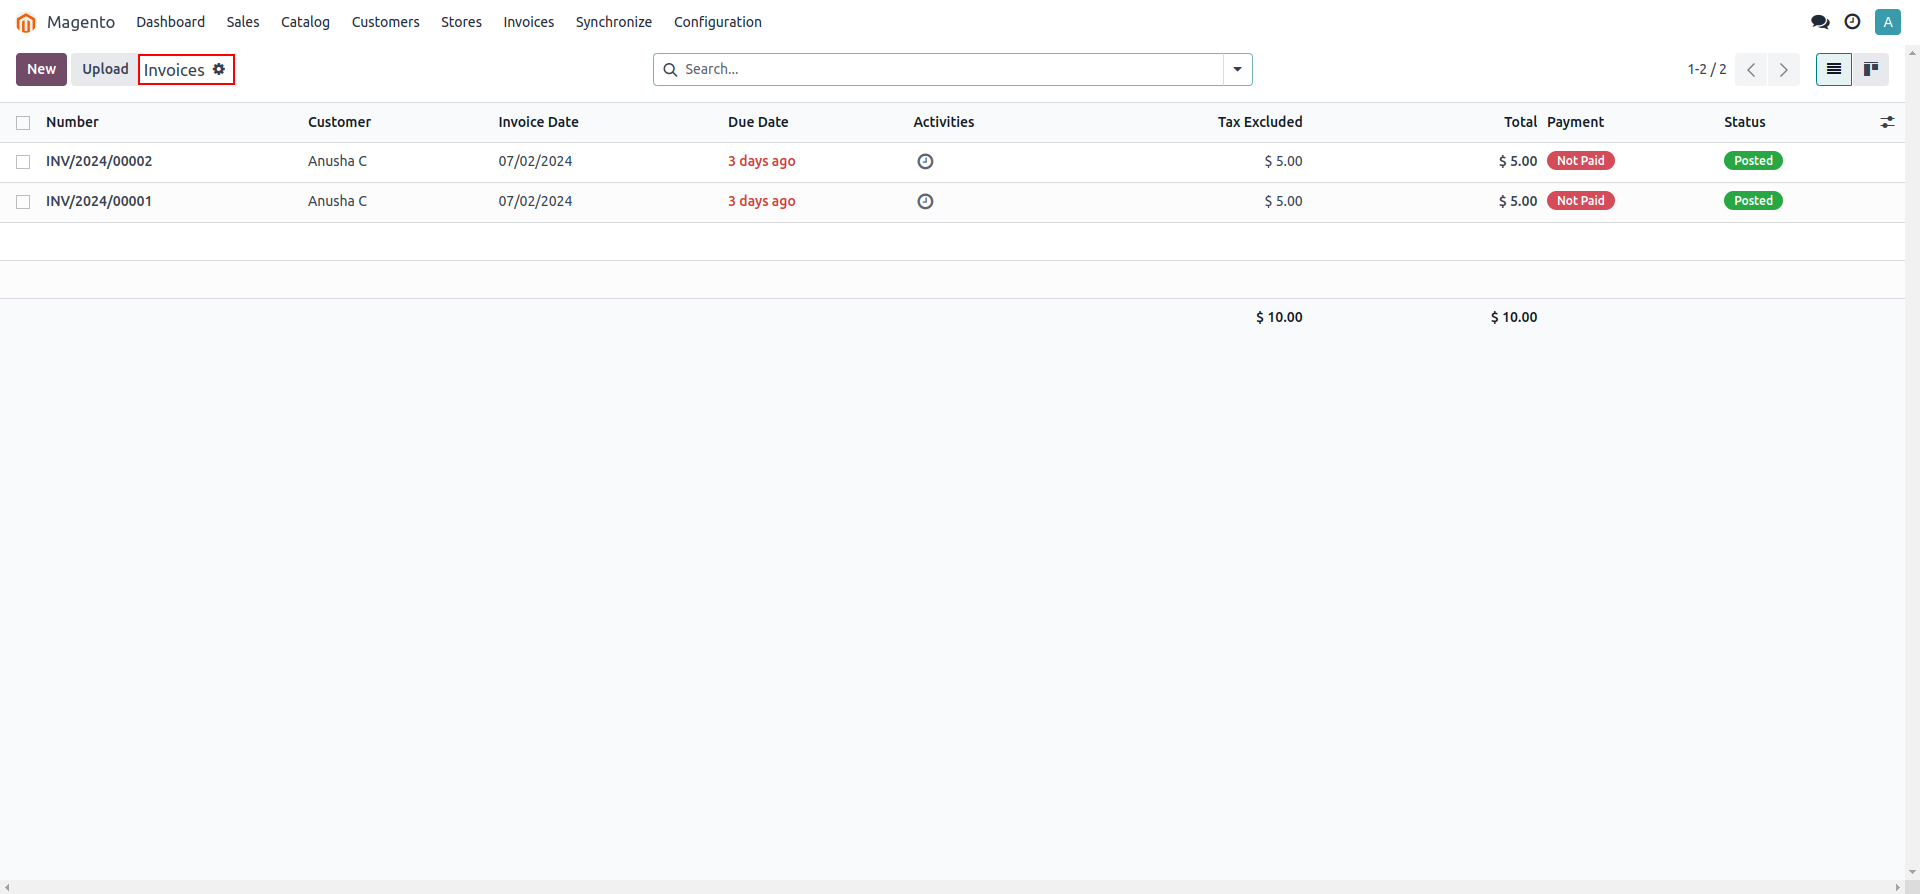 Magento Dashboard Sales Catalog Customers Stores Invoices Synchronize Configuration A
New Upload Invoices Search... 1-2 / 2
Number Customer Invoice Date Due Date Activities Tax Excluded Total Payment Status
INV/2024/00002 Anusha C 07/02/2024 3 days ago $ 5.00 $ 5.00 Not Paid Posted
INV/2024/00001 Anusha C 07/02/2024 3 days ago $ 5.00 $ 5.00 Not Paid Posted
$ 10.00 $ 10.00